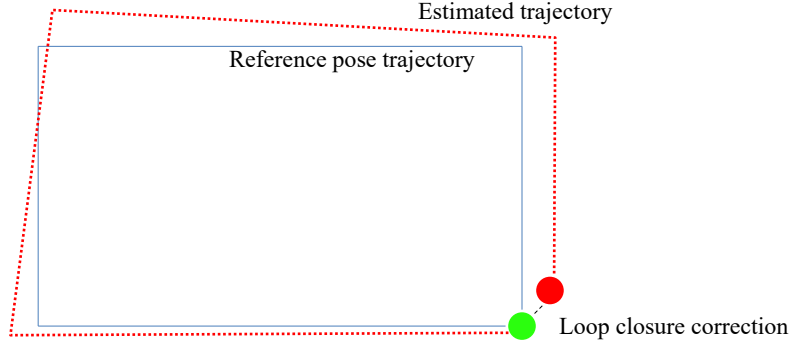 Estimated trajectory
Reference pose trajectory
Loop closure correction